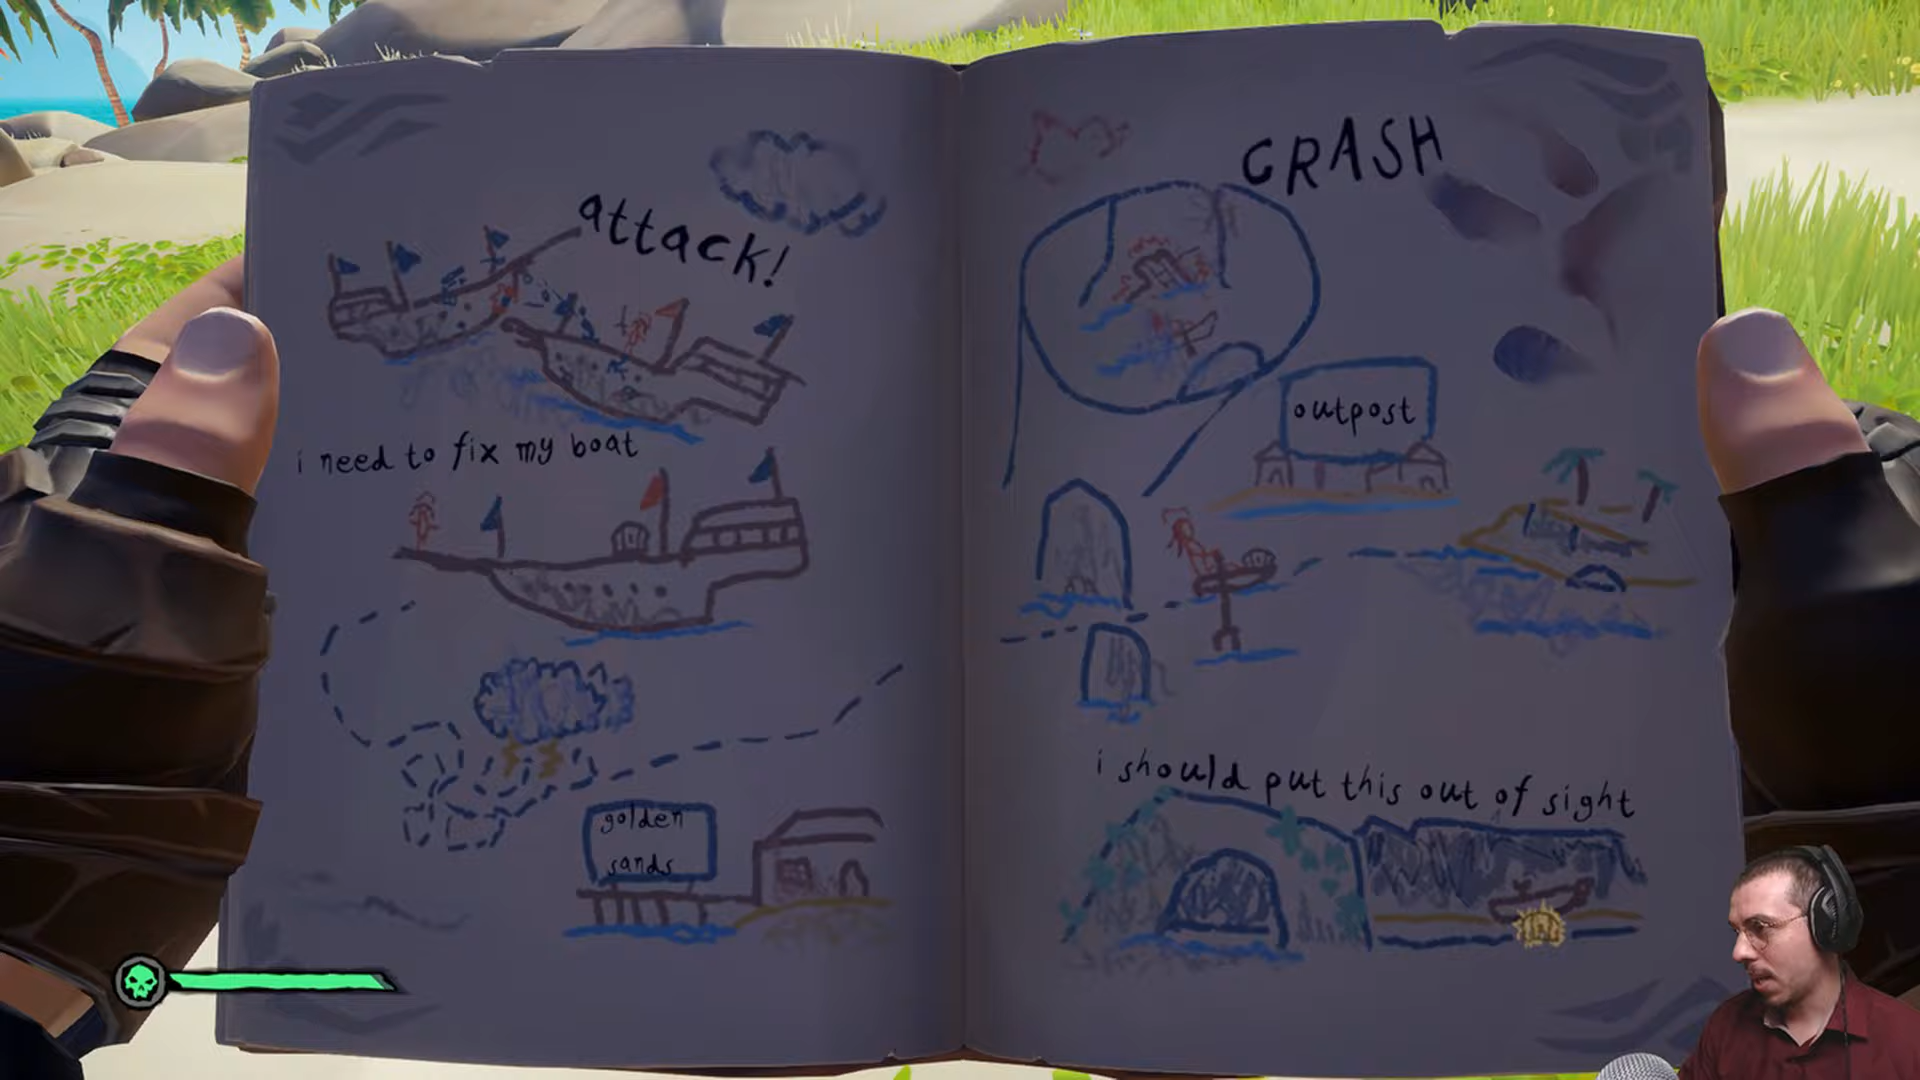 attack!
i need to fix my boat
golden
sands
CRASH
outpost
i should put this out of sight